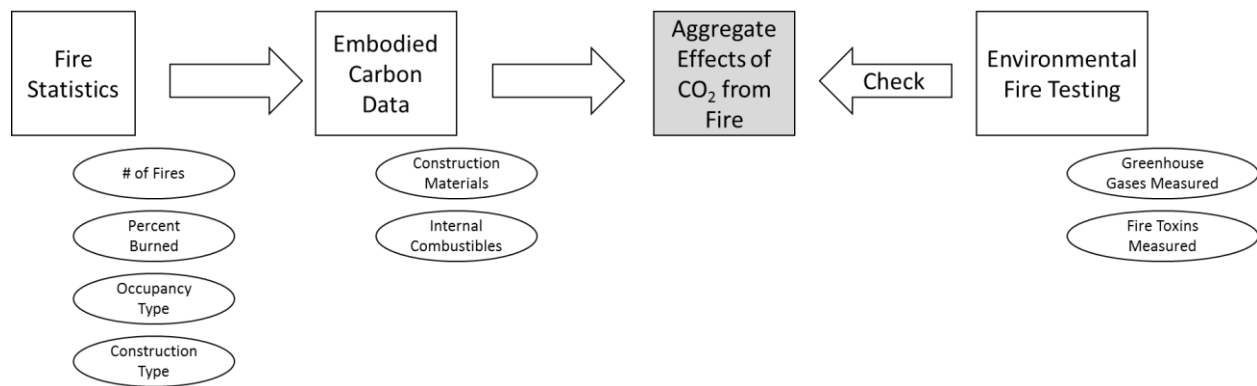 Fire
Statistics
Embodied
Carbon
Data
Aggregate
Effects of
CO₂ from
Fire
Check
Environmental
Fire Testing
# of Fires
Percent
Burned
Occupancy
Type
Construction
Type
Construction
Materials
Internal
Combustibles
Greenhouse
Gases Measured
Fire Toxins
Measured